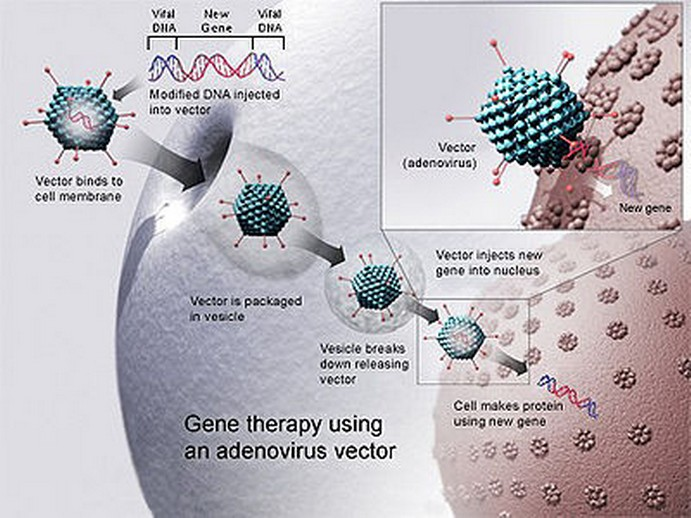 Viral New Viral
DNA Gene DNA
Modified DNA injected
into vector
Vector binds to
cell membrane
Vector is packaged
in vesicle
Vesicle breaks
down releasing
vector
Vector injects new
gene into nucleus
Cell makes protein
using new gene
Vector
(adenovirus)
New gene
Gene therapy using
an adenovirus vector